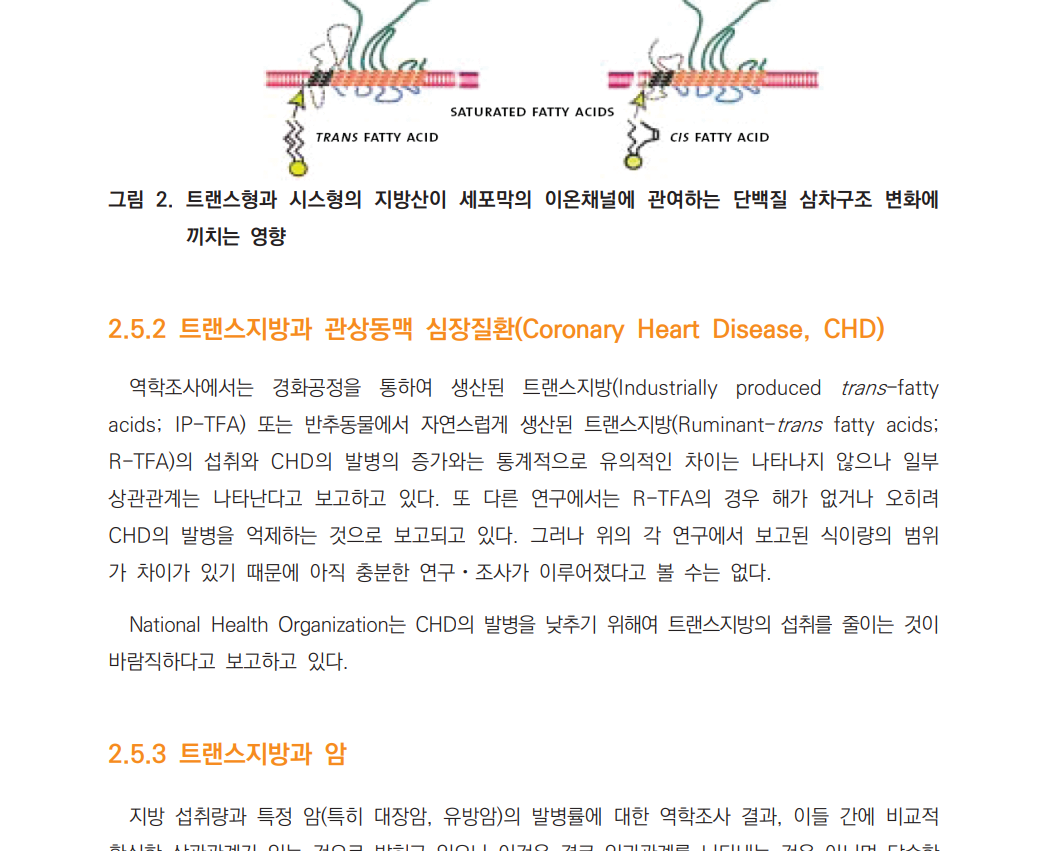 SATURATED FATTY ACIDS
TRANS FATTY ACID
CIS FATTY ACID
그림 2. 트랜스형과 시스형의 지방산이 세포막의 이온채널에 관여하는 단백질 삼차구조 변화에
끼치는 영향
2.5.2 트랜스지방과 관상동맥 심장질환(Coronary Heart Disease, CHD)
역학조사에서는 경화공정을 통하여 생산된 트랜스지방(Industrially produced trans-fatty
acids; IP-TFA) 또는 반추동물에서 자연스럽게 생산된 트랜스지방(Ruminant-trans fatty acids;
R-TFA)의 섭취와 CHD의 발병의 증가와는 통계적으로 유의적인 차이는 나타나지 않으나 일부
상관관계는 나타난다고 보고하고 있다. 또 다른 연구에서는 R-TFA의 경우 해가 없거나 오히려
CHD의 발병을 억제하는 것으로 보고되고 있다. 그러나 위의 각 연구에서 보고된 식이량의 범위
가 차이가 있기 때문에 아직 충분한 연구・조사가 이루어졌다고 볼 수는 없다.
National Health Organization는 CHD의 발병을 낮추기 위해여 트랜스지방의 섭취를 줄이는 것이
바람직하다고 보고하고 있다.
2.5.3 트랜스지방과 암
지방 섭취량과 특정 암(특히 대장암, 유방암)의 발병률에 대한 역학조사 결과, 이들 간에 비교적